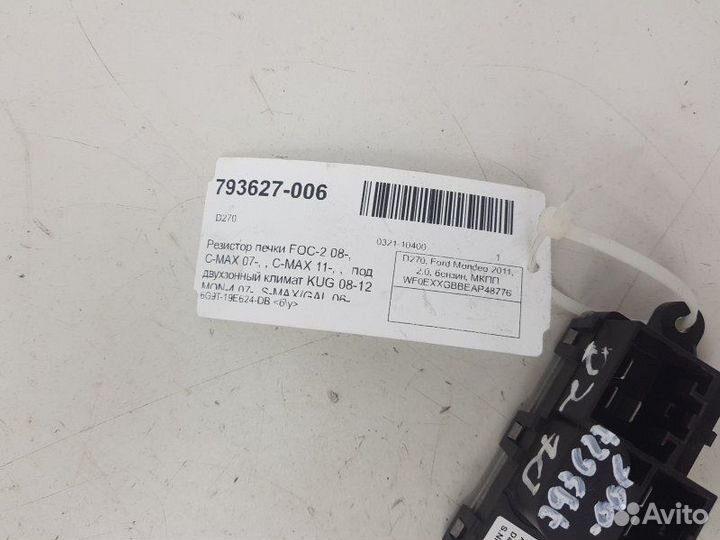 793627-006
D270
Резистор печки FOC-2 08-,
C-MAX 07-, , C-MAX 11-, , под
двухзонный климат KUG 08-12
MON-4 07-, S-MAX/GAL 06-
6G9T-19E624-DB <б\у>
0321-10400
1
D270, Ford Mondeo 2011,
2.0, бензин, МКПП
WF0EXXGBBEAP48776
793627
006
Avito